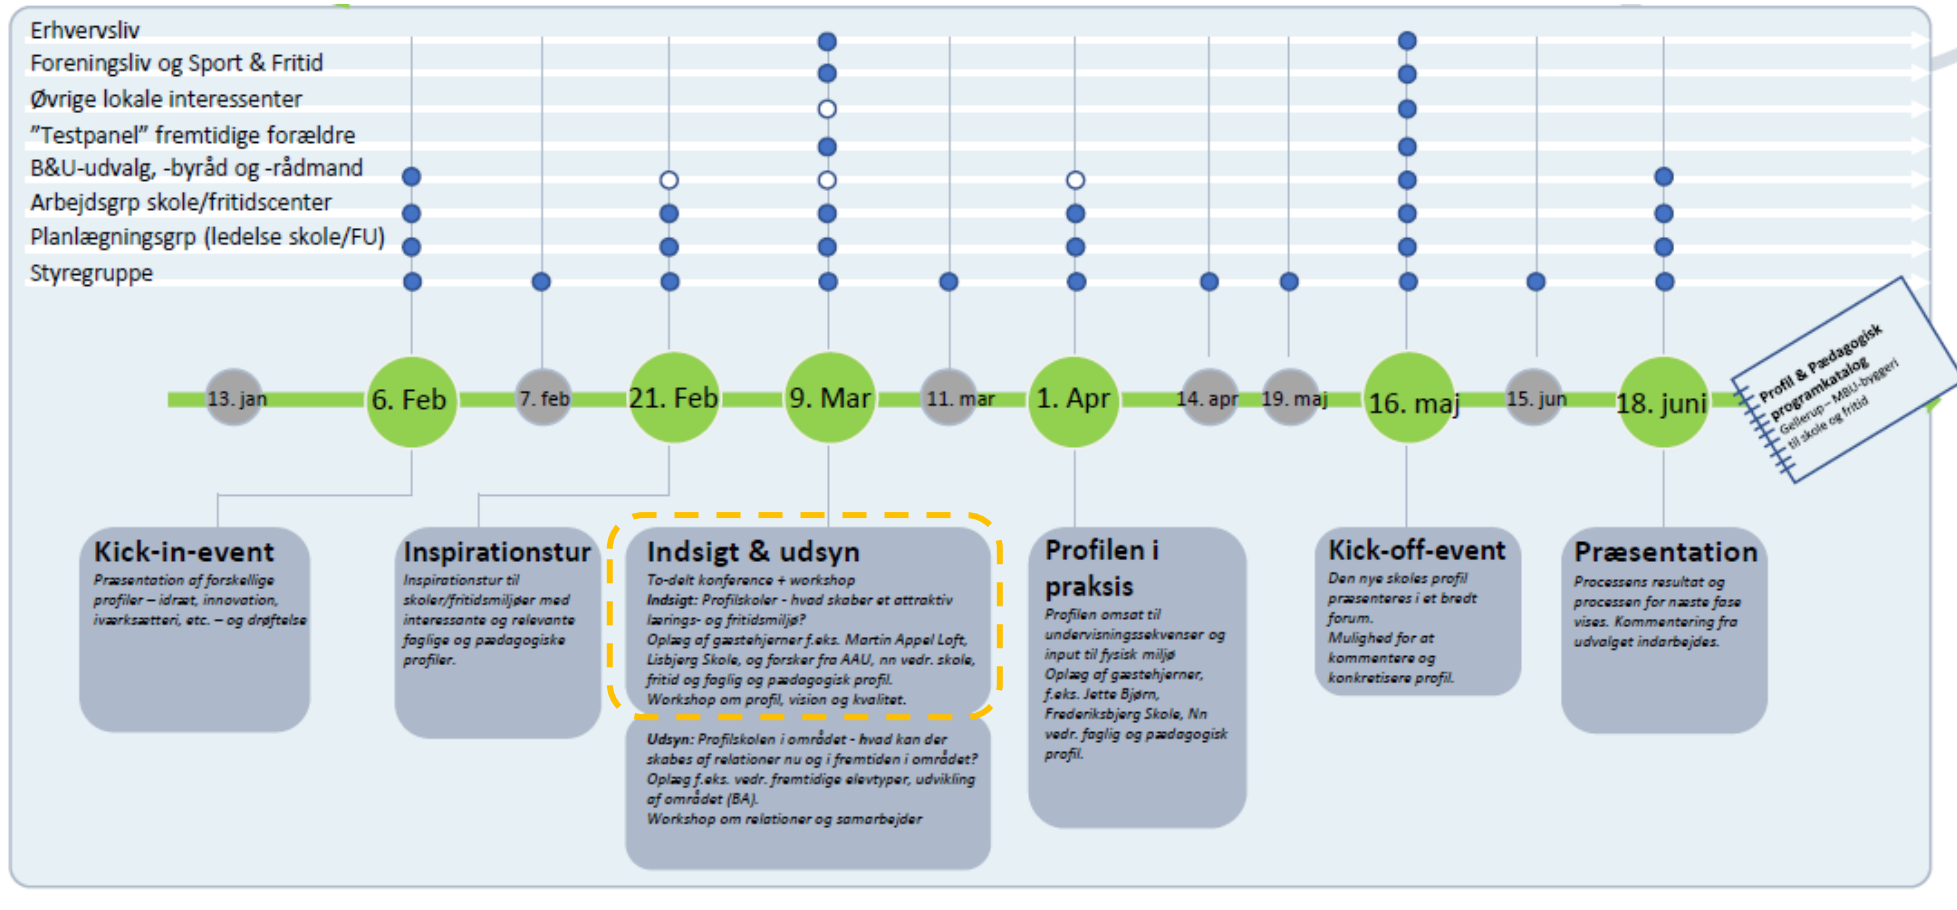 Erhvervsliv
Foreningsliv og Sport & Fritid
Øvrige lokale interessenter
”Testpanel” fremtidige forældre
B&U-udvalg, -byråd og -rådmand
Arbejdsgrp skole/fritidscenter
Planlægningsgrp (ledelse skole/FU)
Styregruppe
13. jan
6. Feb
7. feb
21. Feb
9. Mar
11. mar
1. Apr
14. apr
19. maj
16. maj
15. jun
18. juni
Profil & Pædagogisk
programkatalog
Gellerup – MBU-byggeri
til skole og fritid
Kick-in-event
Præsentation af forskellige
profiler – idræt, innovation,
iværksætteri, etc. – og drøftelse
Inspirationstur
Inspirationstur til
skoler/fritidsmiljøer med
interessante og relevante
faglige og pædagogiske
profiler.
Indsigt & udsyn
To-delt konference + workshop
Indsigt: Profilskoler - hvad skaber et attraktiv
lærings- og fritidsmiljø?
Oplæg af gæstehjerner f.eks. Martin Appel Loft,
Lisbjerg Skole, og forsker fra AAU, nn vedr. skole,
fritid og faglig og pædagogisk profil.
Workshop om profil, vision og kvalitet.
Udsyn: Profilskolen i området - hvad kan der
skabes af relationer nu og i fremtiden i området?
Oplæg f.eks. vedr. fremtidige elevtyper, udvikling
af området (BA).
Workshop om relationer og samarbejder
Profilen i
praksis
Profilen omsat til
undervisningssekvenser og
input til fysisk miljø
Oplæg af gæstehjerner,
f.eks. Jette Bjørn,
Frederiksbjerg Skole, Nn
vedr. faglig og pædagogisk
profil.
Kick-off-event
Den nye skoles profil
præsenteres i et bredt
forum.
Mulighed for at
kommentere og
konkretisere profil.
Præsentation
Processens resultat og
processen for næste fase
vises. Kommentering fra
udvalget indarbejdes.